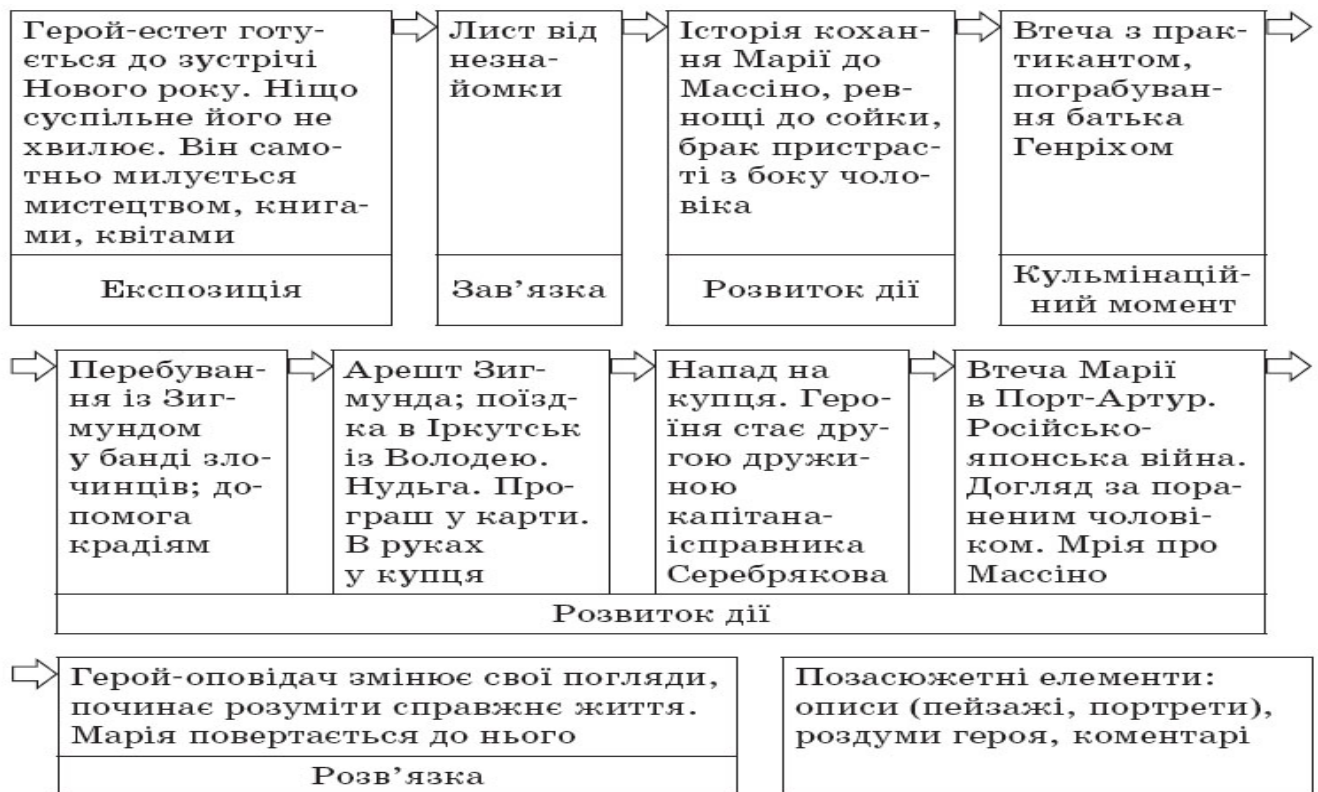 Герой-естет готу-
ється до зустрічі
Нового року. Ніщо
суспільне його не
хвилює. Він само-
тньо милується
мистецтвом, книга-
ми, квітами
Експозиція
Лист від
незна-
йомки
Зав’язка
Історія кохан-
ня Марії до
Массіно, рев-
нощі до сойки,
брак пристрас-
ті з боку чоло-
віка
Розвиток дії
Втеча з прак-
тикантом,
пограбуван-
ня батька
Генріхом
Кульмінацій-
ний момент
Перебуван-
ня із Зиг-
мундом
у банді зло-
чинців; до-
помога
крадіям
Арешт Зиг-
мунда; поїзд-
ка в Іркутськ
із Володею.
Нудьга. Про-
граш у карти.
В руках
у купця
Напад на
купця. Геро-
їня стає дру-
гою дружи-
ною
капітана-
ісправника
Серебрякова
Втеча Марії
в Порт-Артур.
Російсько-
японська війна.
Догляд за пора-
неним чолові-
ком. Мрія про
Массіно
Розвиток дії
Герой-оповідач змінює свої погляди,
починає розуміти справжнє життя.
Марія повертається до нього
Розв’язка
Позасюжетні елементи:
описи (пейзажі, портрети),
роздуми героя, коментарі